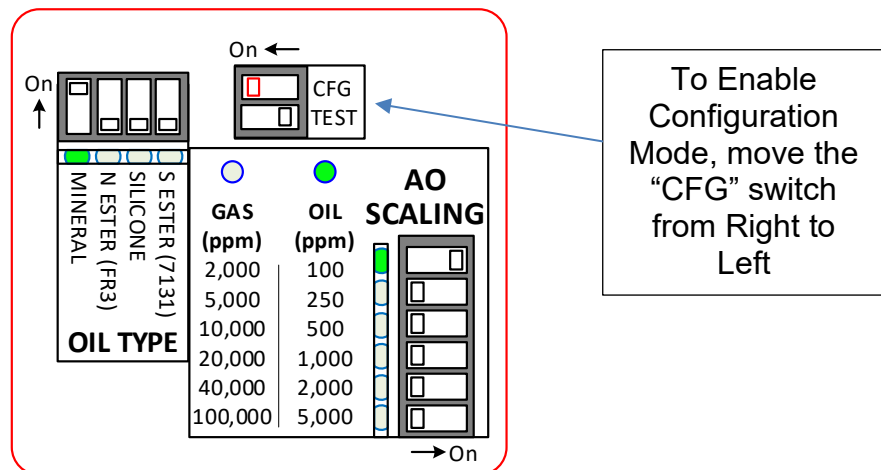 On
On
CFG
TEST
To Enable
Configuration
Mode, move the
“CFG” switch
from Right to
Left
MINERAL
N ESTER (FR3)
SILICONE
S ESTER (7131)
OIL TYPE
GAS
(ppm)
OIL
(ppm)
AO
SCALING
2,000 100
5,000 250
10,000 500
20,000 1,000
40,000 2,000
100,000 5,000
On